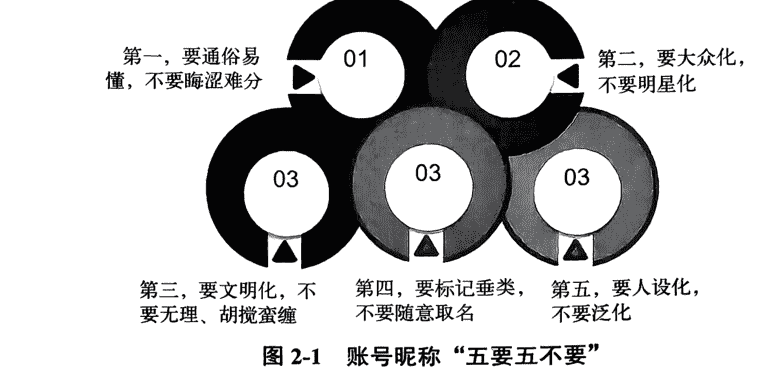 第一，要通俗易
懂，不要晦涩难分
01
02
第二，要大众化，
不要明星化
03
03
03
第三，要文明化，不
要无理、胡搅蛮缠
第四，要标记垂类，
不要随意取名
第五，要人设化，
不要泛化
图 2-1 账号昵称“五要五不要”